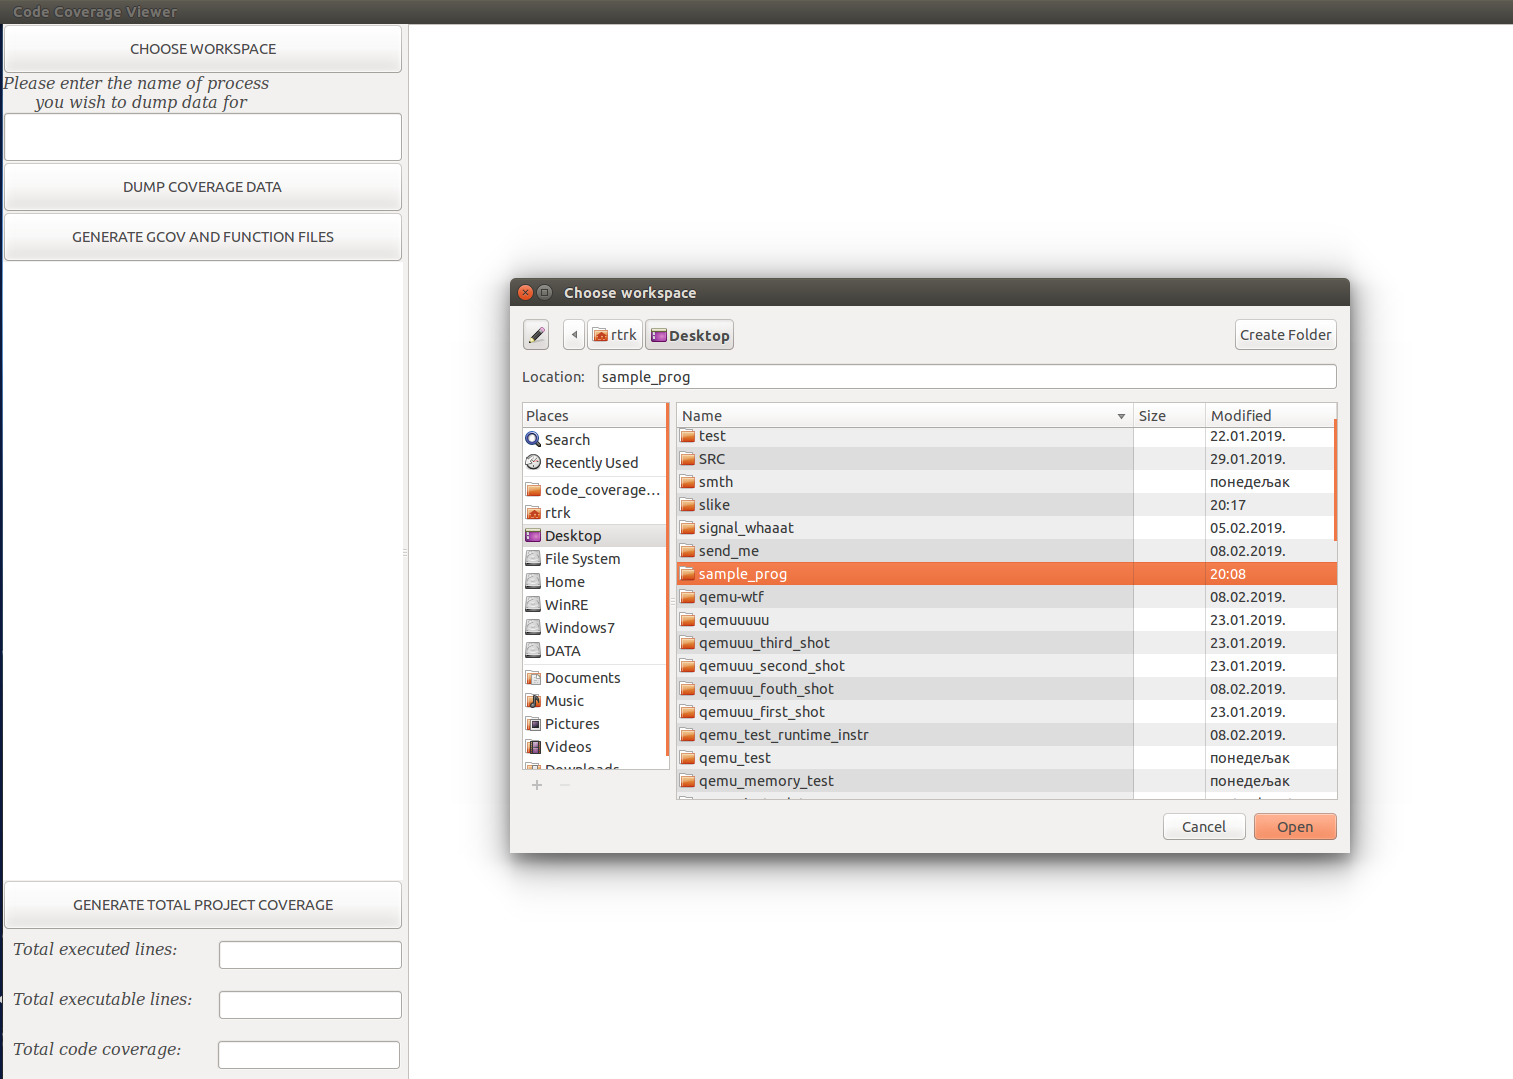 Code Coverage Viewer
CHOOSE WORKSPACE
Please enter the name of process
you wish to dump data for
DUMP COVERAGE DATA
GENERATE GCOV AND FUNCTION FILES
GENERATE TOTAL PROJECT COVERAGE
Total executed lines:
Total executable lines:
Total code coverage:
Choose workspace
rtrk
Desktop
Create Folder
Location:
sample_prog
Places
Search
Recently Used
code_coverage...
rtrk
Desktop
File System
Home
WinRE
Windows7
DATA
Documents
Music
Pictures
Videos
Downloads
Name Size Modified
test 22.01.2019.
SRC 29.01.2019.
smth понедељак
slike 20:17
signal_whaaat 05.02.2019.
send_me 08.02.2019.
sample_prog 20:08
qemu-wtf 08.02.2019.
qemuuuuu 23.01.2019.
qemuuu_third_shot 23.01.2019.
qemuuu_second_shot 23.01.2019.
qemuuu_fouth_shot 08.02.2019.
qemuuu_first_shot 23.01.2019.
qemu_test_runtime_instr 08.02.2019.
qemu_test понедељак
qemu_memory_test понедељак
Cancel
Open